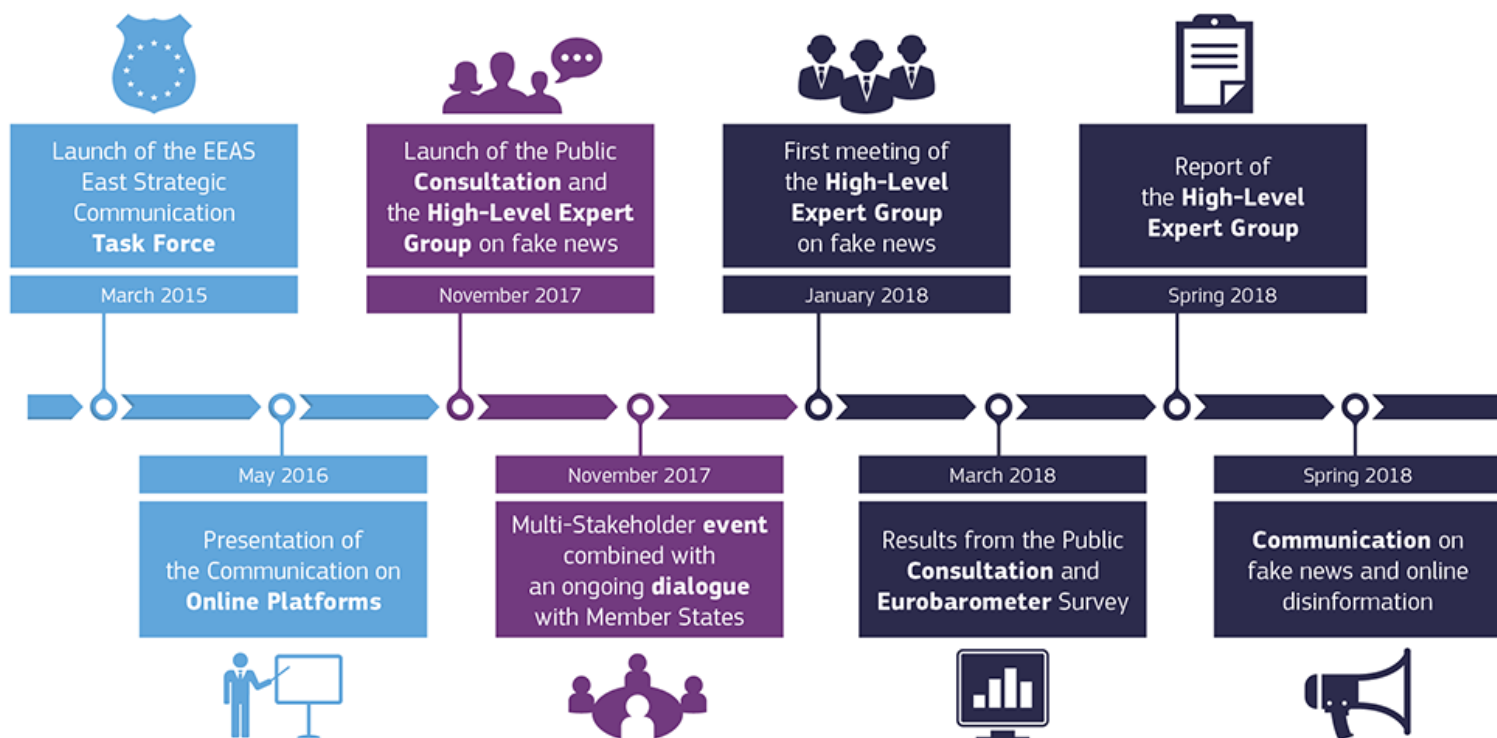 Launch of the EEAS
East Strategic
Communication
Task Force
March 2015
Launch of the Public
Consultation and
the High-Level Expert
Group on fake news
November 2017
First meeting of
the High-Level
Expert Group
on fake news
January 2018
Report of
the High-Level
Expert Group
Spring 2018
May 2016
Presentation of
the Communication on
Online Platforms
November 2017
Multi-Stakeholder event
combined with
an ongoing dialogue
with Member States
March 2018
Results from the Public
Consultation and
Eurobarometer Survey
Spring 2018
Communication on
fake news and online
disinformation